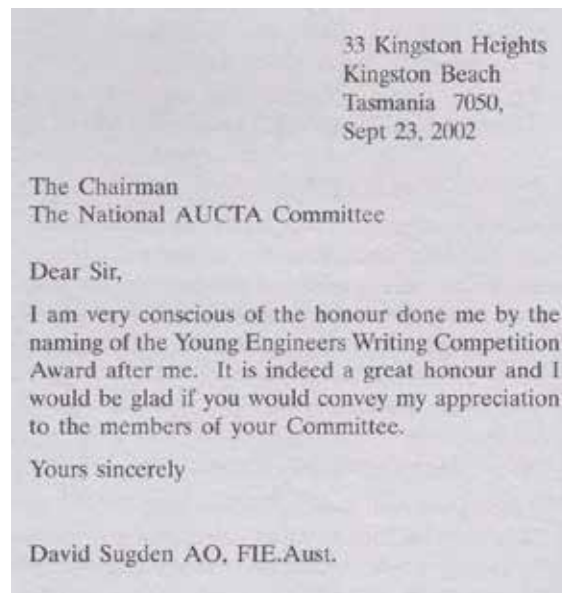 33 Kingston Heights
Kingston Beach
Tasmania 7050,
Sept 23, 2002
The Chairman
The National AUCTA Committee
Dear Sir,
I am very conscious of the honour done me by the
naming of the Young Engineers Writing Competition
Award after me. It is indeed a great honour and I
would be glad if you would convey my appreciation
to the members of your Committee.
Yours sincerely
David Sugden AO, FIE.Aust.